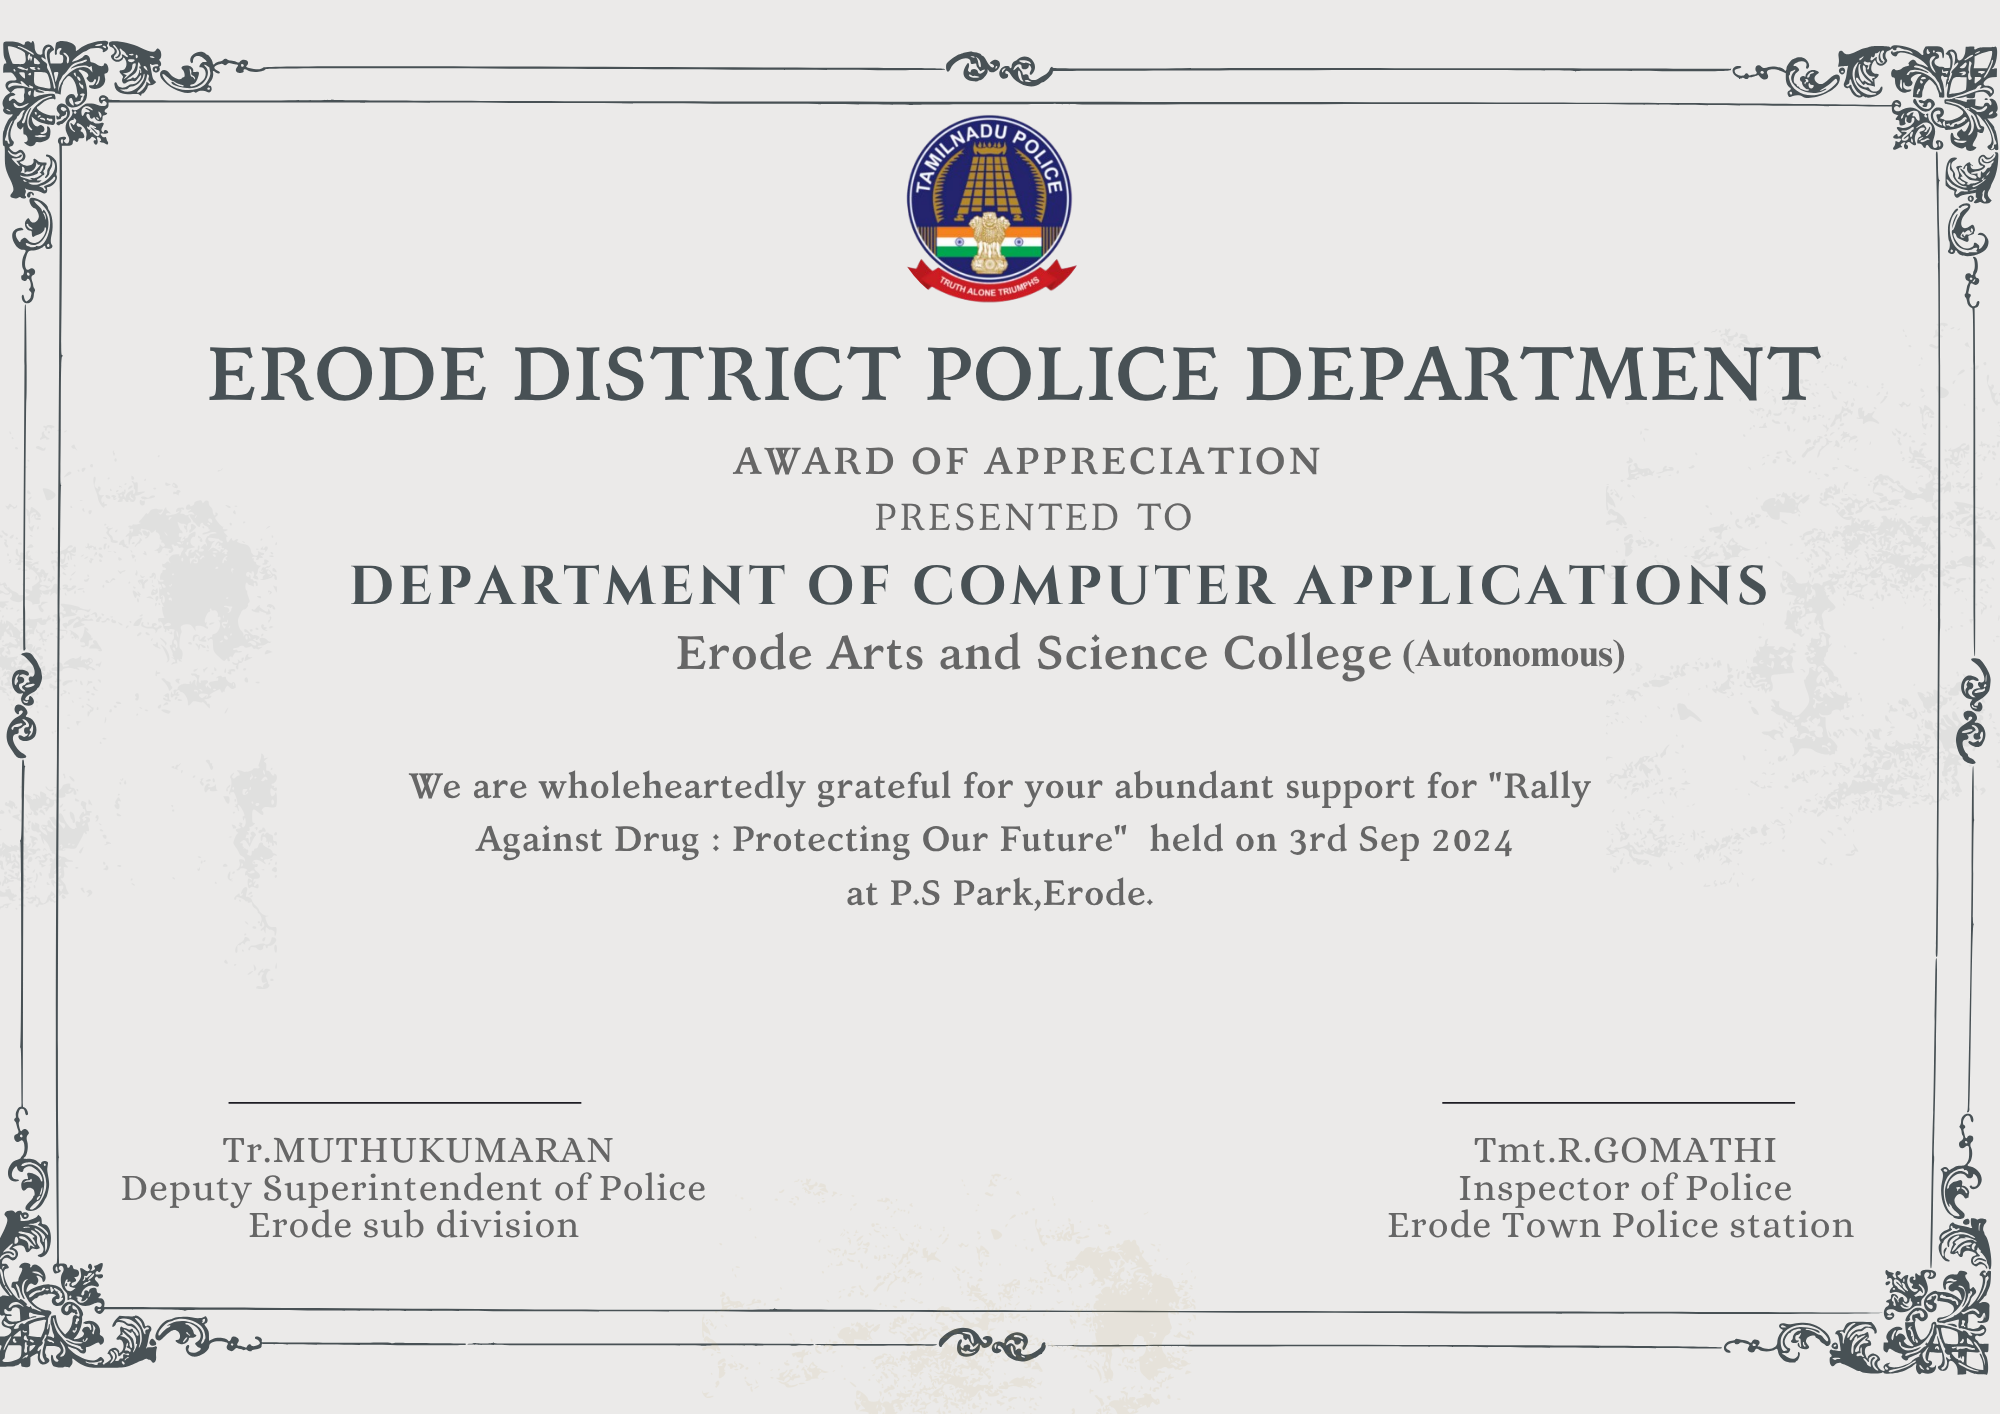 TAMILNADU POLICE
TRUTH ALONE TRIUMPHS
ERODE DISTRICT POLICE DEPARTMENT
AWARD OF APPRECIATION
PRESENTED TO
DEPARTMENT OF COMPUTER APPLICATIONS
Erode Arts and Science College (Autonomous)
We are wholeheartedly grateful for your abundant support for "Rally
Against Drug : Protecting Our Future" held on 3rd Sep 2024
at P.S Park,Erode.
Tr.MUTHUKUMARAN
Deputy Superintendent of Police
Erode sub division
Tmt.R.GOMATHI
Inspector of Police
Erode Town Police station